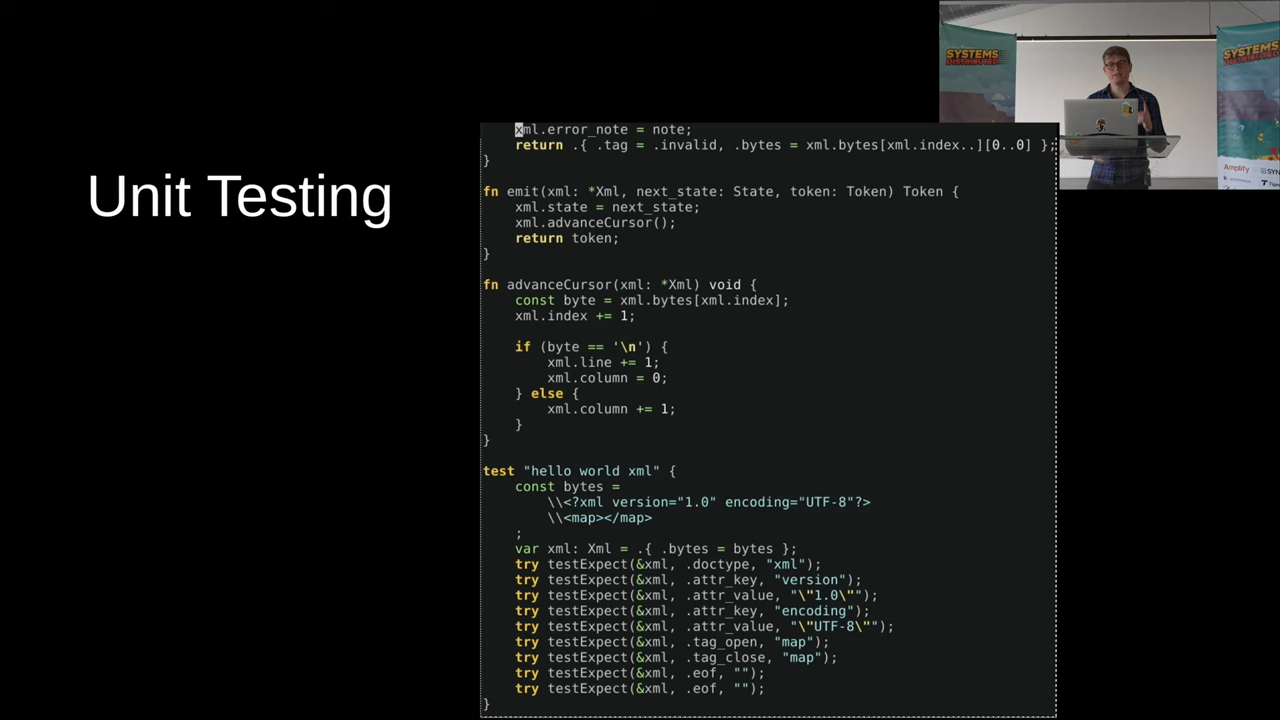 SYSTEMS
DISTRIBUTED
SYSTEMS
DISTRIBUTED
Amplify
SYN
Unit Testing
xml.error_note = note;
return .{ .tag = .invalid, .bytes = xml.bytes[xml.index..][0..0] };
}
fn emit(xml: *Xml, next_state: State, token: Token) Token {
xml.state = next_state;
xml.advanceCursor();
return token;
}
fn advanceCursor(xml: *Xml) void {
const byte = xml.bytes[xml.index];
xml.index += 1;
if (byte == '\n') {
xml.line += 1;
xml.column = 0;
} else {
xml.column += 1;
}
}
test "hello world xml" {
const bytes =
\\<?xml version="1.0" encoding="UTF-8"?>
\\<map></map>
;
var xml: Xml = .{ .bytes = bytes };
try testExpect(&xml, .doctype, "xml");
try testExpect(&xml, .attr_key, "version");
try testExpect(&xml, .attr_value, "\"1.0\"");
try testExpect(&xml, .attr_key, "encoding");
try testExpect(&xml, .attr_value, "\"UTF-8\"");
try testExpect(&xml, .tag_open, "map");
try testExpect(&xml, .tag_close, "map");
try testExpect(&xml, .eof, "");
try testExpect(&xml, .eof, "");
}